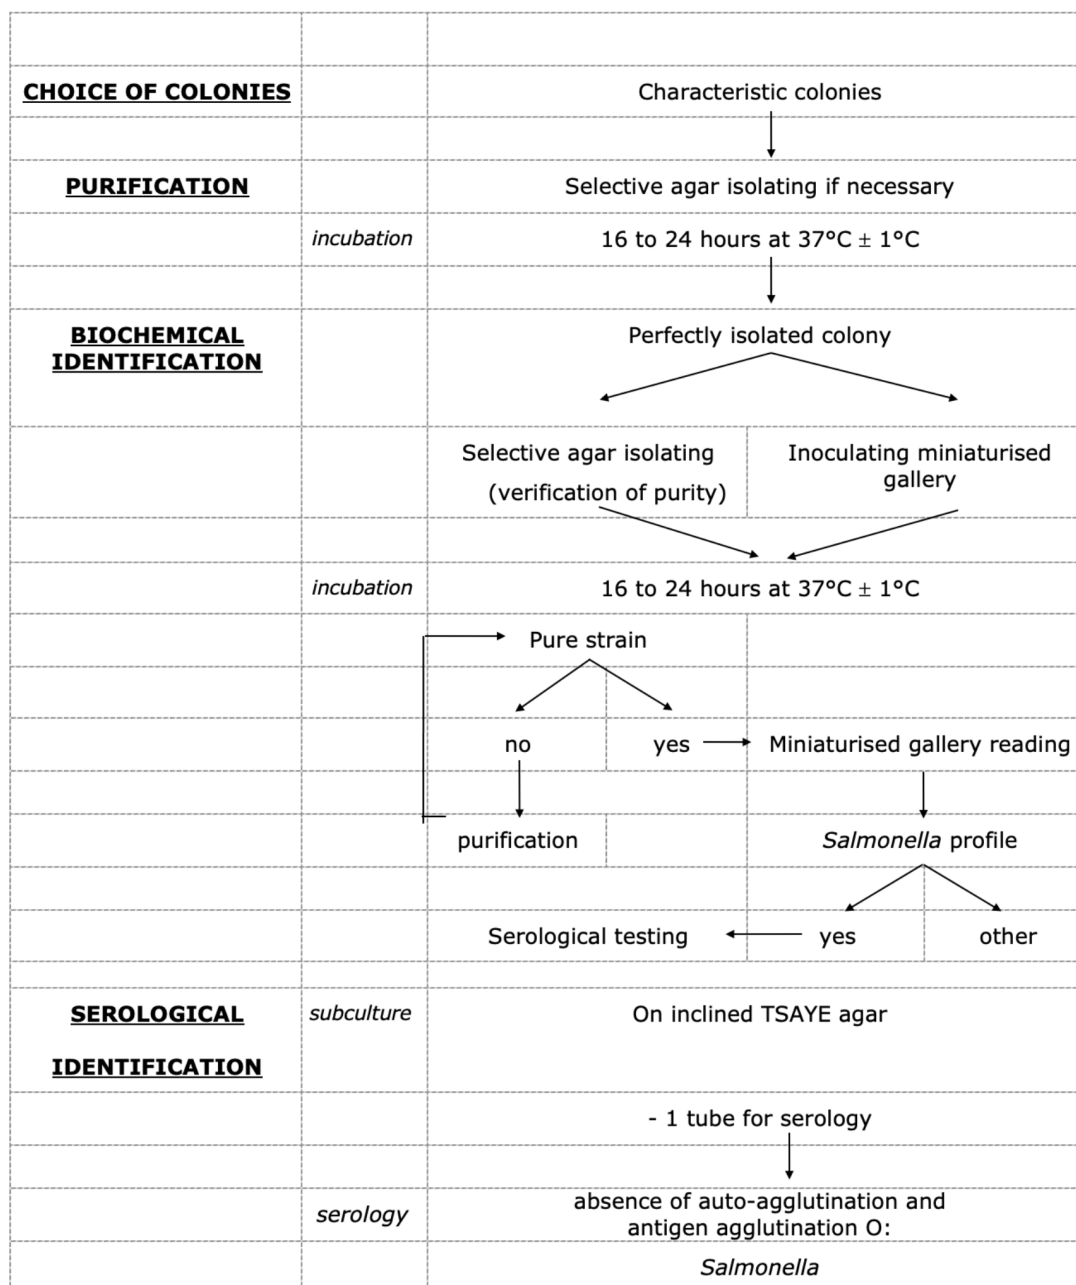 CHOICE OF COLONIES
Characteristic colonies
PURIFICATION
Selective agar isolating if necessary
incubation
16 to 24 hours at 37°C ± 1°C
BIOCHEMICAL
IDENTIFICATION
Perfectly isolated colony
Selective agar isolating
(verification of purity)
Inoculating miniaturised
gallery
incubation
16 to 24 hours at 37°C ± 1°C
Pure strain
no
yes
Miniaturised gallery reading
purification
Salmonella profile
Serological testing
yes
other
SEROLOGICAL
IDENTIFICATION
subculture
On inclined TSAYE agar
- 1 tube for serology
serology
absence of auto-agglutination and
antigen agglutination O:
Salmonella